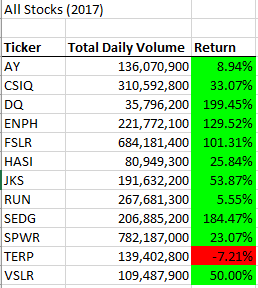 All Stocks (2017)
Ticker Total Daily Volume Return
AY 136,070,900 8.94%
CSIQ 310,592,800 33.07%
DQ 35,796,200 199.45%
ENPH 221,772,100 129.52%
FSLR 684,181,400 101.31%
HASI 80,949,300 25.84%
JKS 191,632,200 53.87%
RUN 267,681,300 5.55%
SEDG 206,885,200 184.47%
SPWR 782,187,000 23.07%
TERP 139,402,800 -7.21%
VSLR 109,487,900 50.00%